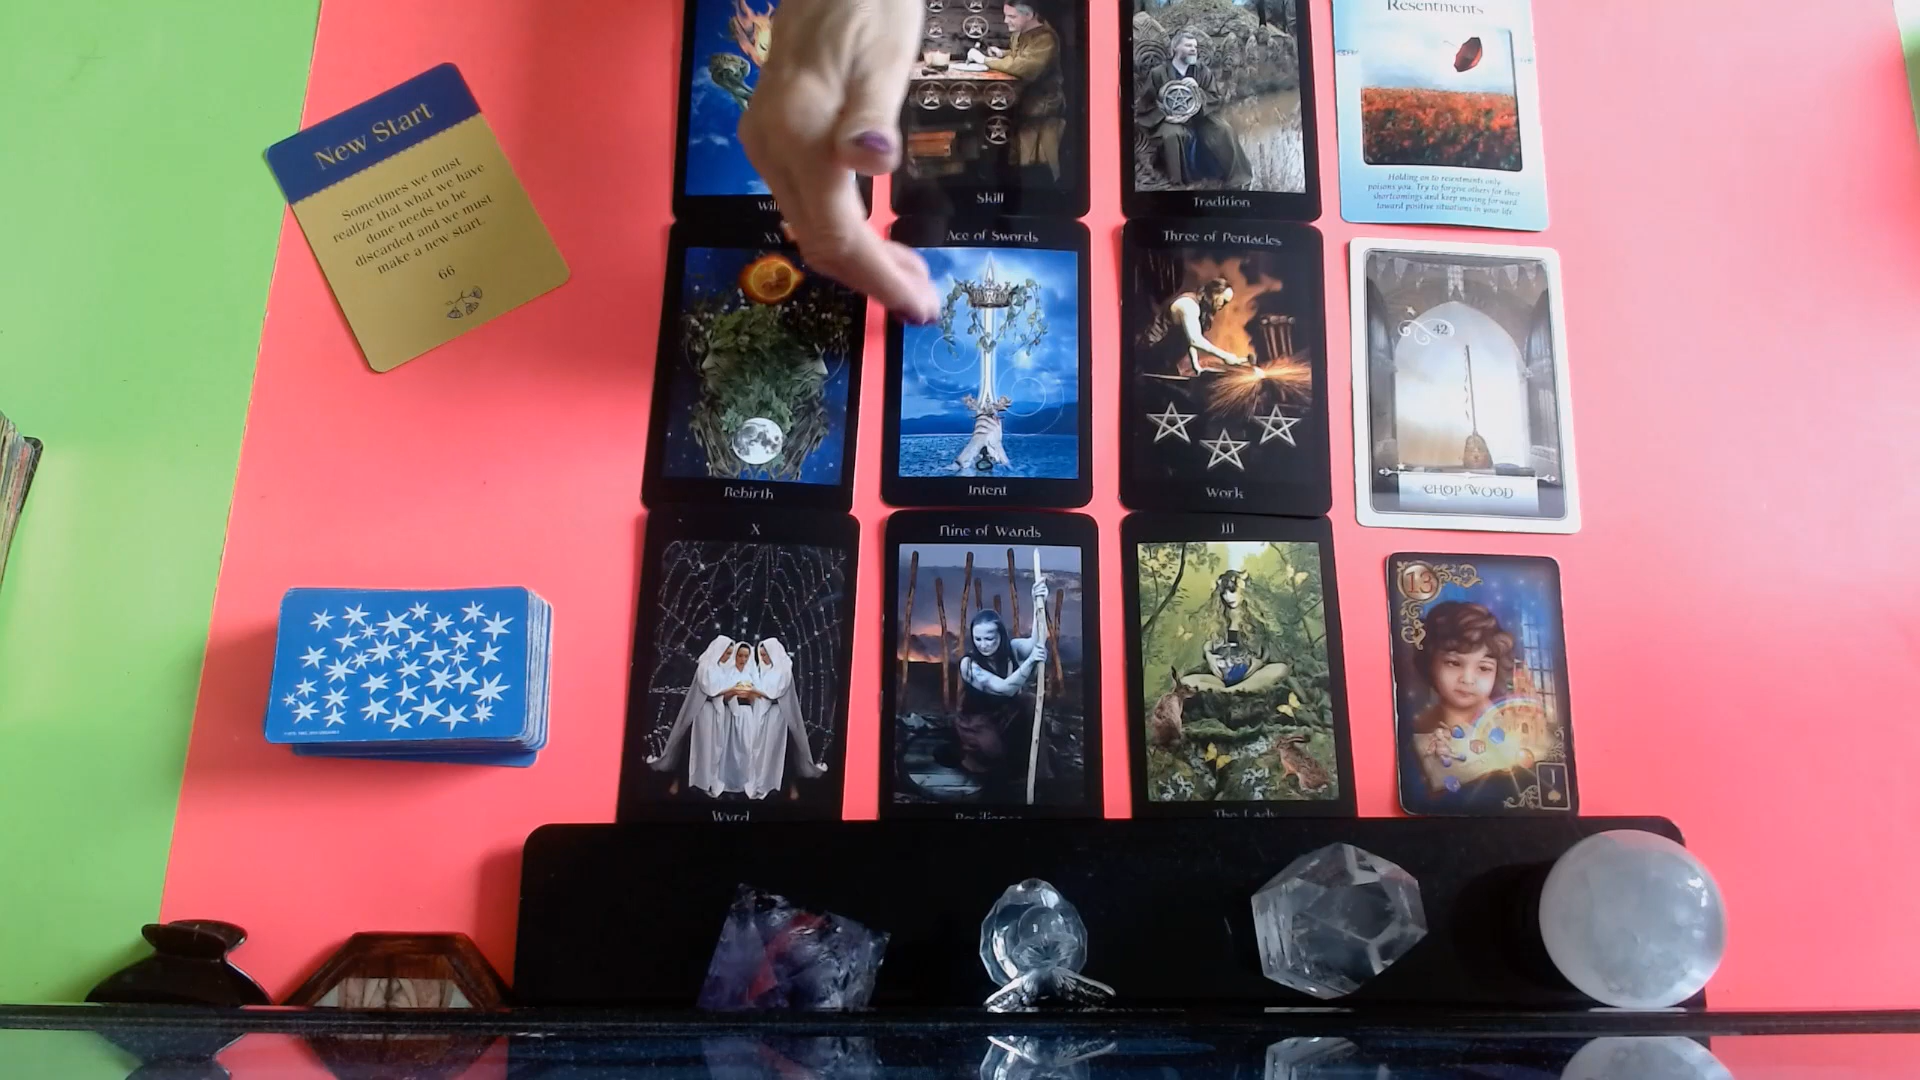 New Start
Sometimes we must
realize that what we have
done needs to be
discarded and we must
make a new start.
66
Skill
Tradition
Resentments
Holding on to resentments only
poisons you. Try to forgive others for their
shortcomings and keep moving forward
toward positive situations in your life.
XX
Rebirth
Ace of Swords
Intent
Three of Pentacles
Work
42
CHOP WOOD
X
Wyrd
Nine of Wands
Resilience
III
The Lady
13
J